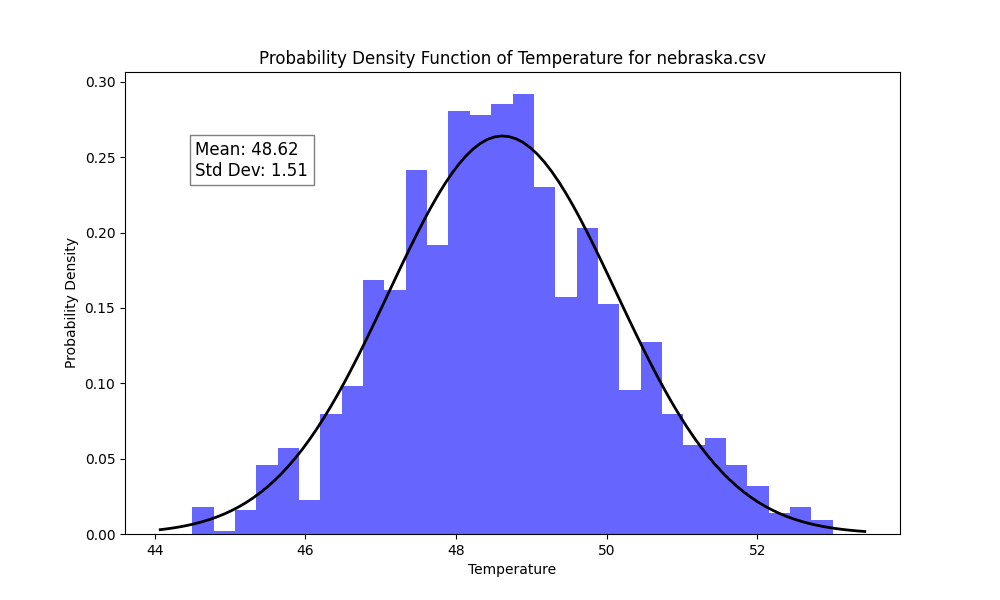 Probability Density Function of Temperature for nebraska.csv
0.30
0.25
0.20
0.15
0.10
0.05
0.00
Probability Density
Mean: 48.62
Std Dev: 1.51
44 46 48 50 52
Temperature